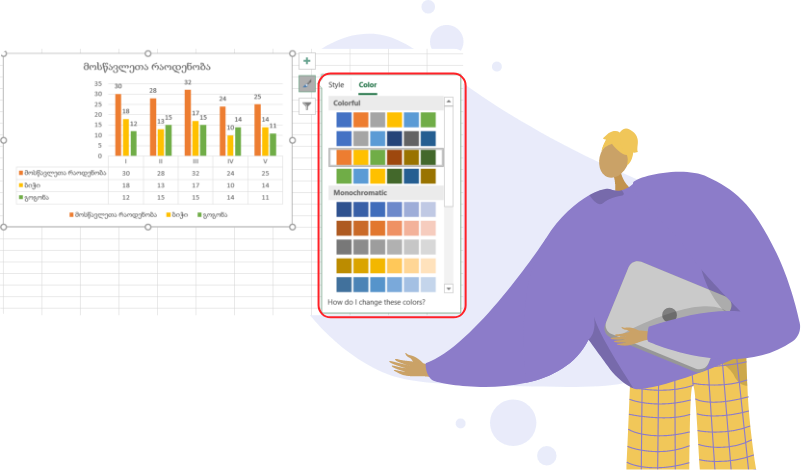 მოსწავლეთა რაოდენობა
35
30
25
20
15
10
5
0
30 18 12
28 13 15
32 17 15
24 10 14
25 14 11
I II III IV V
მოსწავლეთა რაოდენობა 30 28 32 24 25
ბიჭი 18 13 17 10 14
გოგონა 12 15 15 14 11
მოსწავლეთა რაოდენობა ბიჭი გოგონა
Style Color
Colorful
Monochromatic
How do I change these colors?